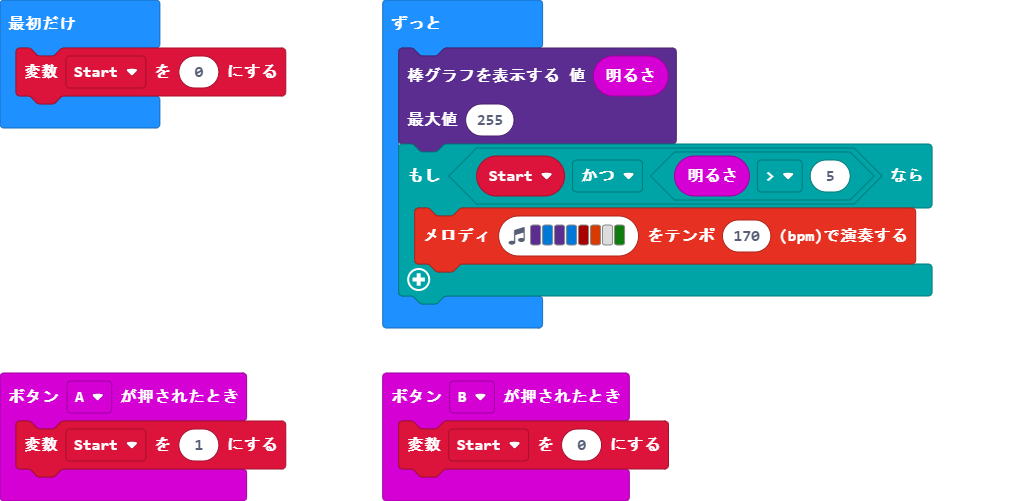 最初だけ
変数 Start ▼ を 0 にする
ずっと
棒グラフを表示する 値 明るさ
最大値 255
もし Start ▼ かつ ▼ 明るさ > ▼ 5 なら
メロディ をテンポ 170 (bpm)で演奏する
ボタン A ▼ が押されたとき
変数 Start ▼ を 1 にする
ボタン B ▼ が押されたとき
変数 Start ▼ を 0 にする